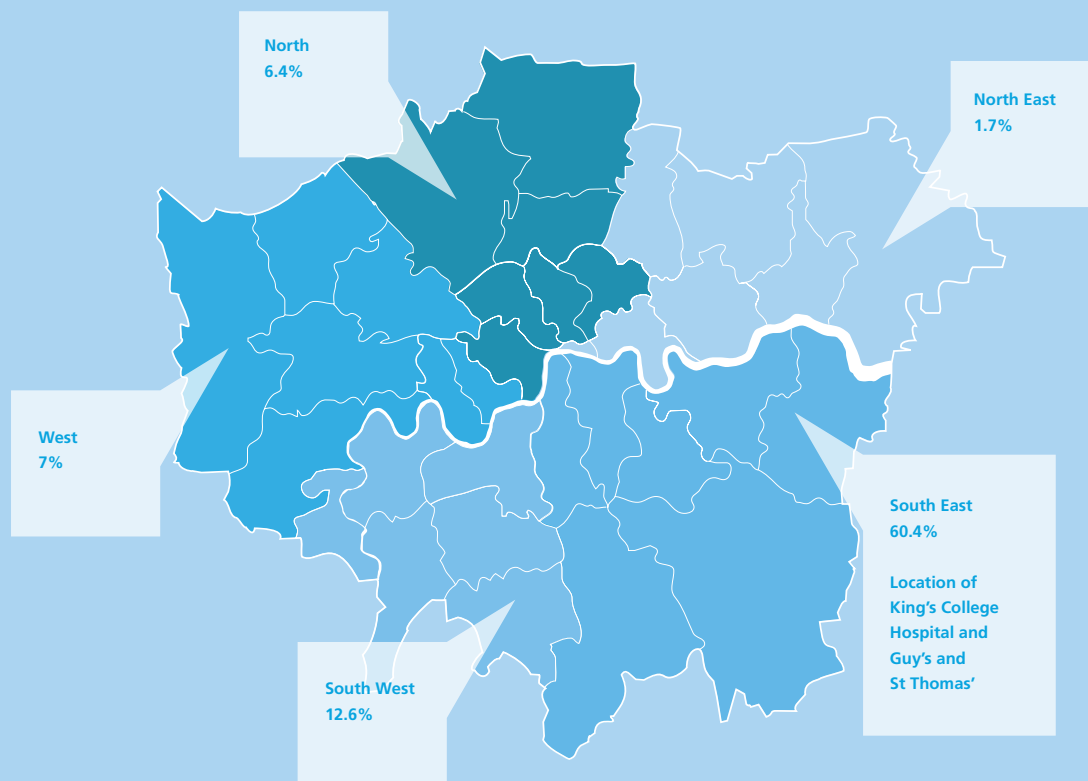 North
6.4%
North East
1.7%
West
7%
South East
60.4%
Location of
King’s College
Hospital and
Guy’s and
St Thomas’
South West
12.6%